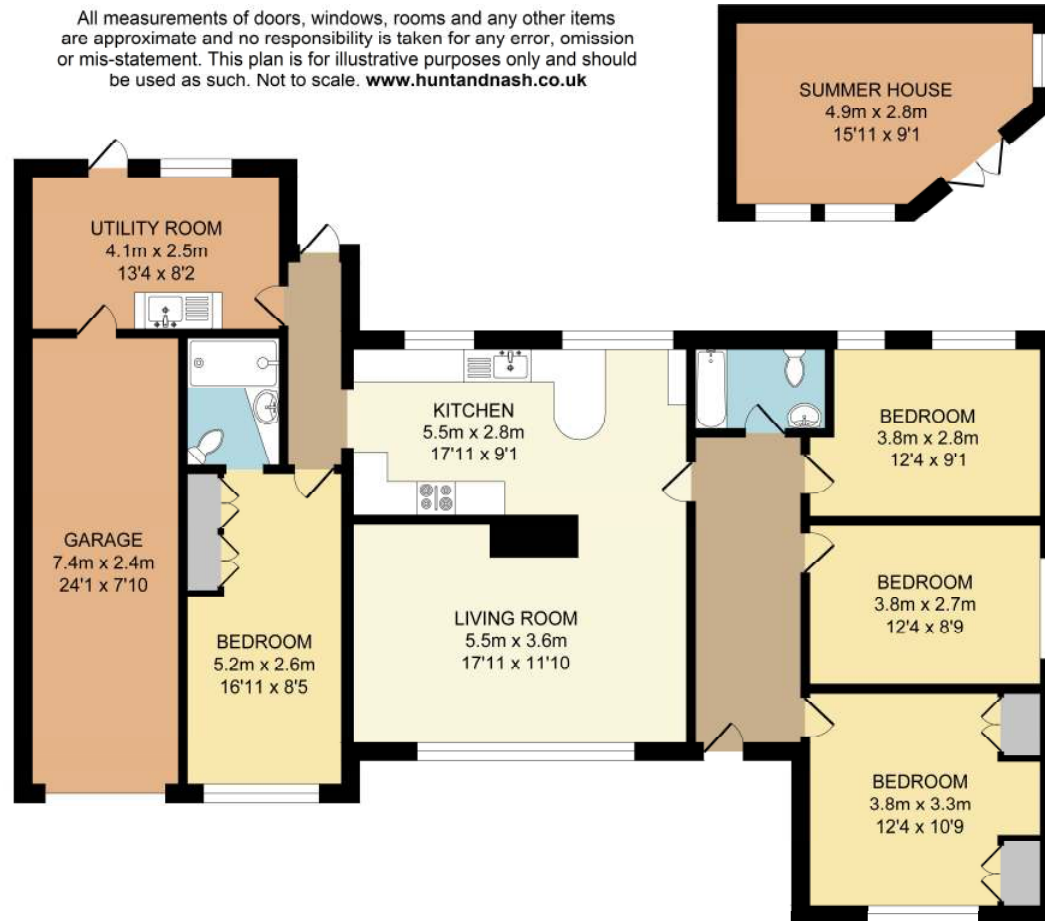 All measurements of doors, windows, rooms and any other items
are approximate and no responsibility is taken for any error, omission
or mis-statement. This plan is for illustrative purposes only and should
be used as such. Not to scale. www.huntandnash.co.uk
SUMMER HOUSE
4.9m x 2.8m
15'11 x 9'1
UTILITY ROOM
4.1m x 2.5m
13'4 x 8'2
KITCHEN
5.5m x 2.8m
17'11 x 9'1
BEDROOM
3.8m x 2.8m
12'4 x 9'1
GARAGE
7.4m x 2.4m
24'1 x 7'10
BEDROOM
5.2m x 2.6m
16'11 x 8'5
LIVING ROOM
5.5m x 3.6m
17'11 x 11'10
BEDROOM
3.8m x 2.7m
12'4 x 8'9
BEDROOM
3.8m x 3.3m
12'4 x 10'9